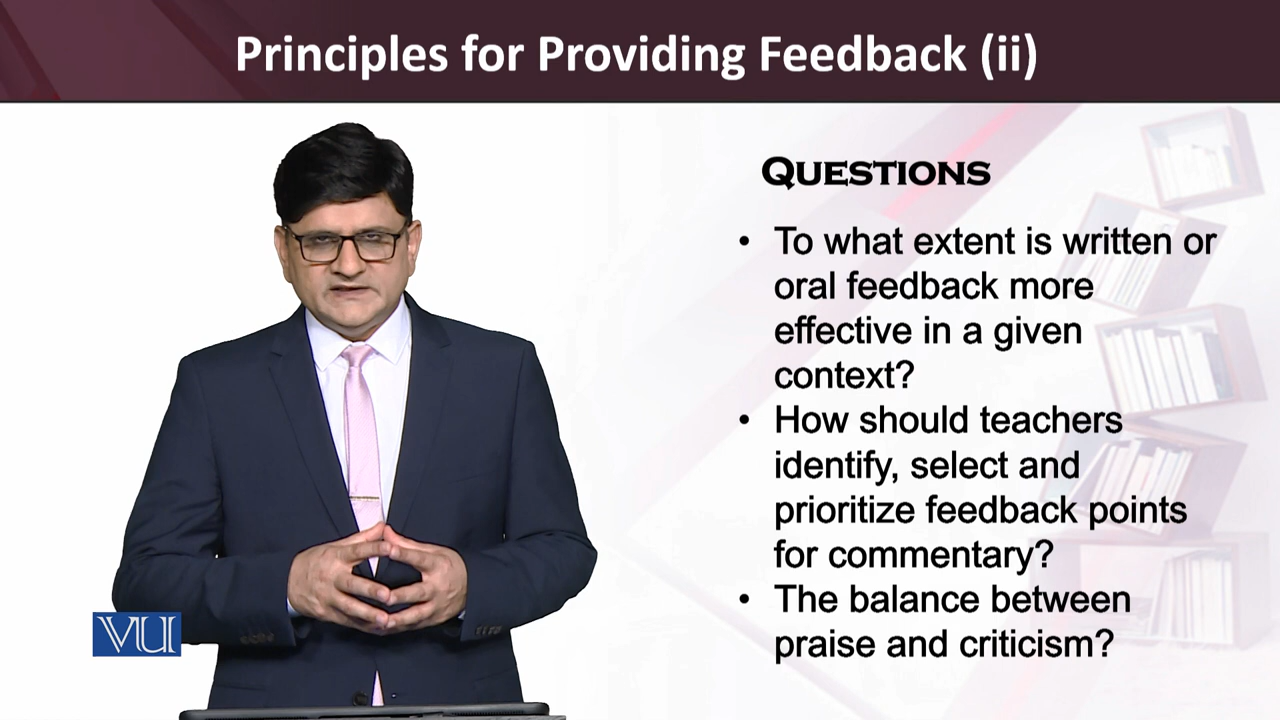 Principles for Providing Feedback (ii)
QUESTIONS
• To what extent is written or
oral feedback more
effective in a given
context?
• How should teachers
identify, select and
prioritize feedback points
for commentary?
• The balance between
praise and criticism?
VU